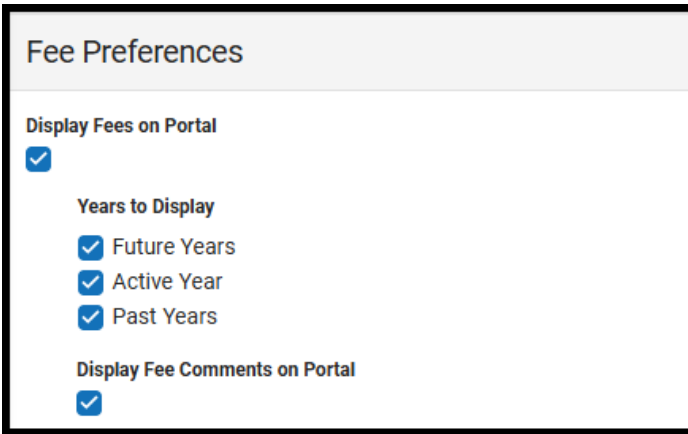 Fee Preferences
Display Fees on Portal
Years to Display
Future Years
Active Year
Past Years
Display Fee Comments on Portal